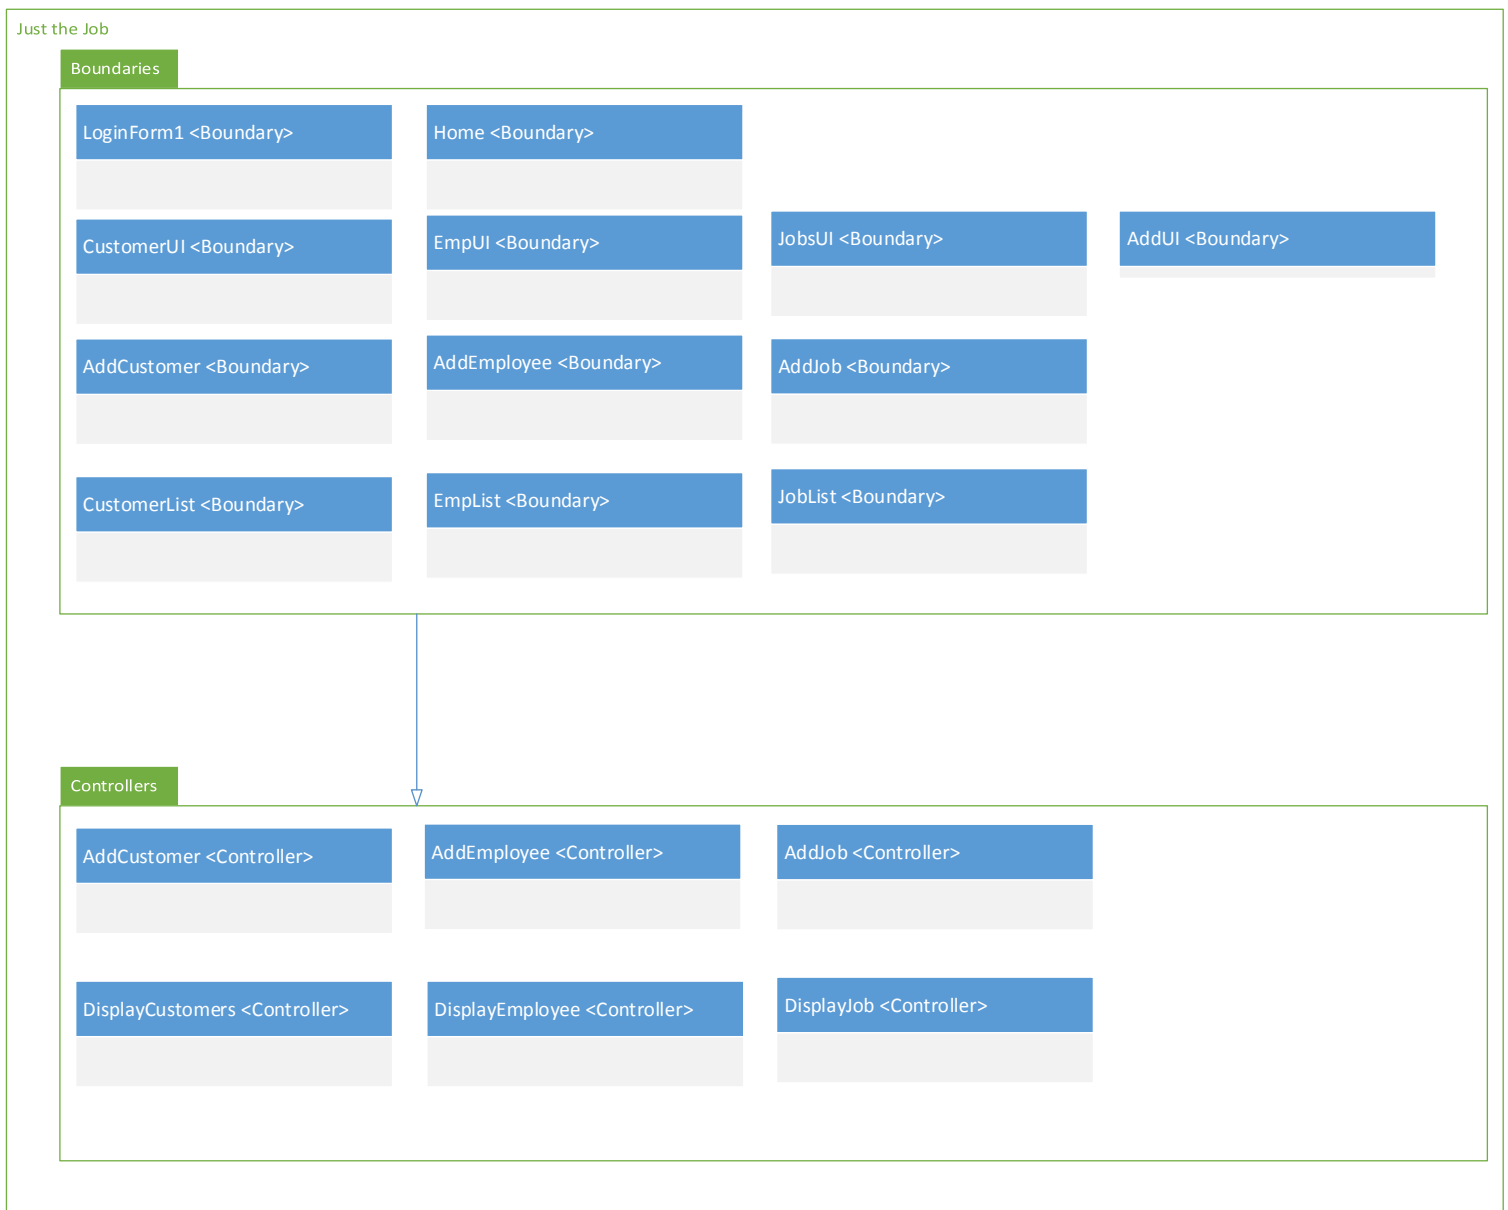 Just the Job
Boundaries
LoginForm1 <Boundary>
Home <Boundary>
CustomerUI <Boundary>
EmpUI <Boundary>
JobsUI <Boundary>
AddUI <Boundary>
AddCustomer <Boundary>
AddEmployee <Boundary>
AddJob <Boundary>
CustomerList <Boundary>
EmpList <Boundary>
JobList <Boundary>
Controllers
AddCustomer <Controller>
AddEmployee <Controller>
AddJob <Controller>
DisplayCustomers <Controller>
DisplayEmployee <Controller>
DisplayJob <Controller>